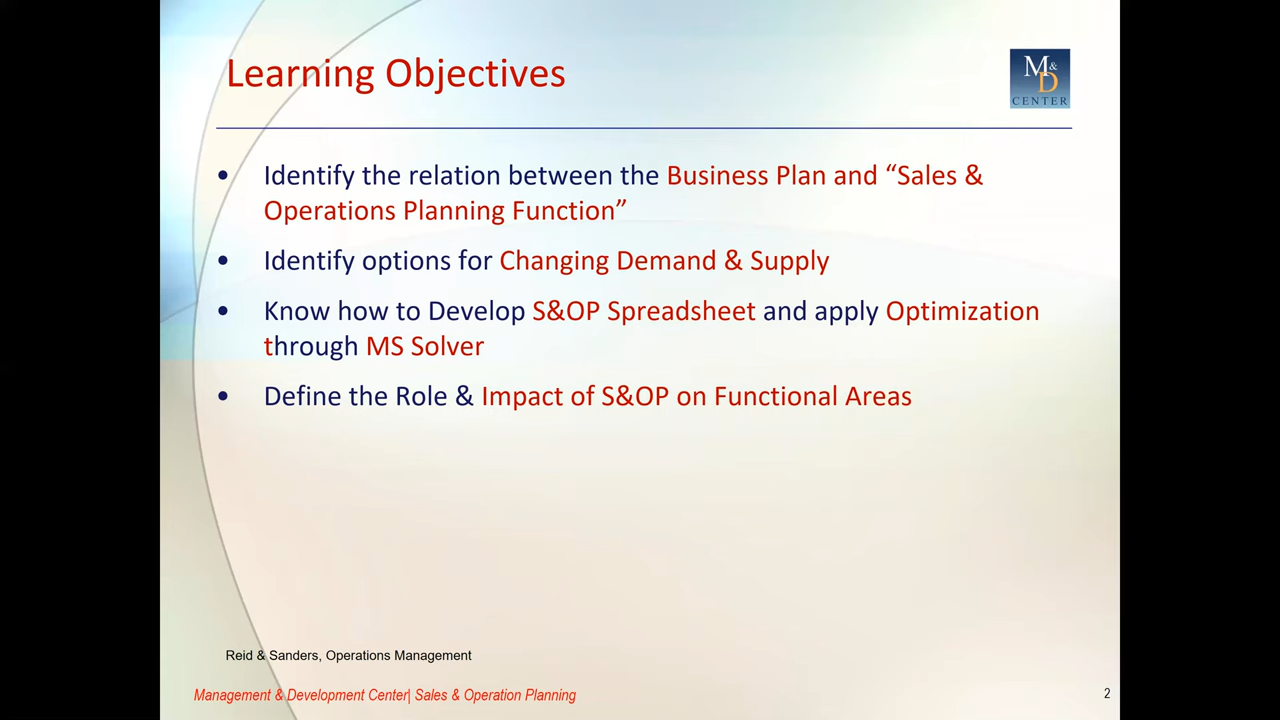 Learning Objectives
M&
D
CENTER
• Identify the relation between the Business Plan and “Sales &
Operations Planning Function”
• Identify options for Changing Demand & Supply
• Know how to Develop S&OP Spreadsheet and apply Optimization
through MS Solver
• Define the Role & Impact of S&OP on Functional Areas
Reid & Sanders, Operations Management
Management & Development Center| Sales & Operation Planning
2